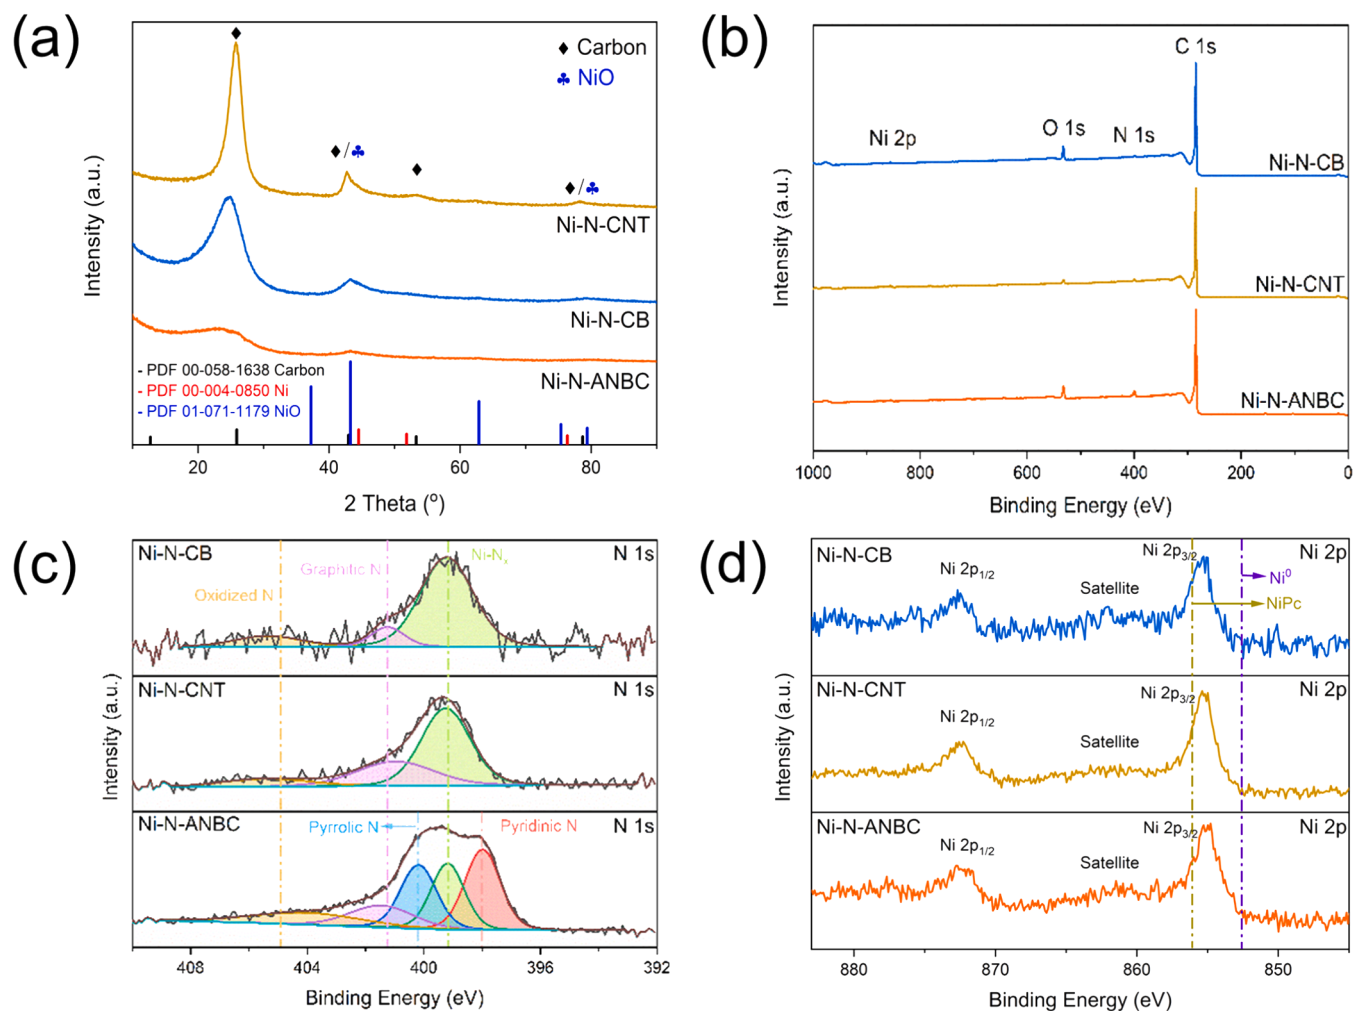 (a)
♦ Carbon
♣ NiO
♦/♣
♦/♣
Ni-N-CNT
Ni-N-CB
Ni-N-ANBC
- PDF 00-058-1638 Carbon
- PDF 00-004-0850 Ni
- PDF 01-071-1179 NiO
20 40 60 80
2 Theta (°)
Intensity (a.u.)
(b)
C 1s
O 1s
N 1s
Ni 2p
Ni-N-CB
Ni-N-CNT
Ni-N-ANBC
1000 800 600 400 200 0
Binding Energy (eV)
Intensity (a.u.)
(c)
Ni-N-CB
N 1s
Ni-Nₓ
Graphitic N
Oxidized N
Ni-N-CNT
N 1s
Ni-N-ANBC
N 1s
Pyrrolic N
Pyridinic N
408 404 400 396 392
Binding Energy (eV)
Intensity (a.u.)
(d)
Ni-N-CB
Ni 2p3/2
Ni 2p
Ni 2p1/2
Satellite
Ni⁰
NiPc
Ni-N-CNT
Ni 2p3/2
Ni 2p
Ni 2p1/2
Satellite
Ni-N-ANBC
Ni 2p3/2
Ni 2p
Ni 2p1/2
Satellite
880 870 860 850
Binding Energy (eV)
Intensity (a.u.)